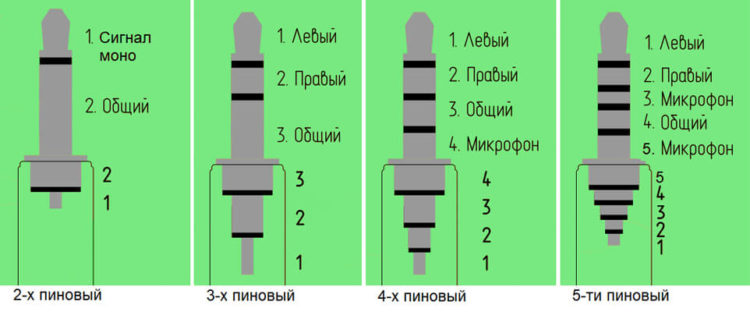 1. Сигнал
моно
2. Общий
2
1
2-х пиновый
1. Левый
2. Правый
3. Общий
3
2
1
3-х пиновый
1. Левый
2. Правый
3. Общий
4. Микрофон
4
3
2
1
4-х пиновый
1. Левый
2. Правый
3. Микрофон
4. Общий
5. Микрофон
5
4
3
2
1
5-ти пиновый